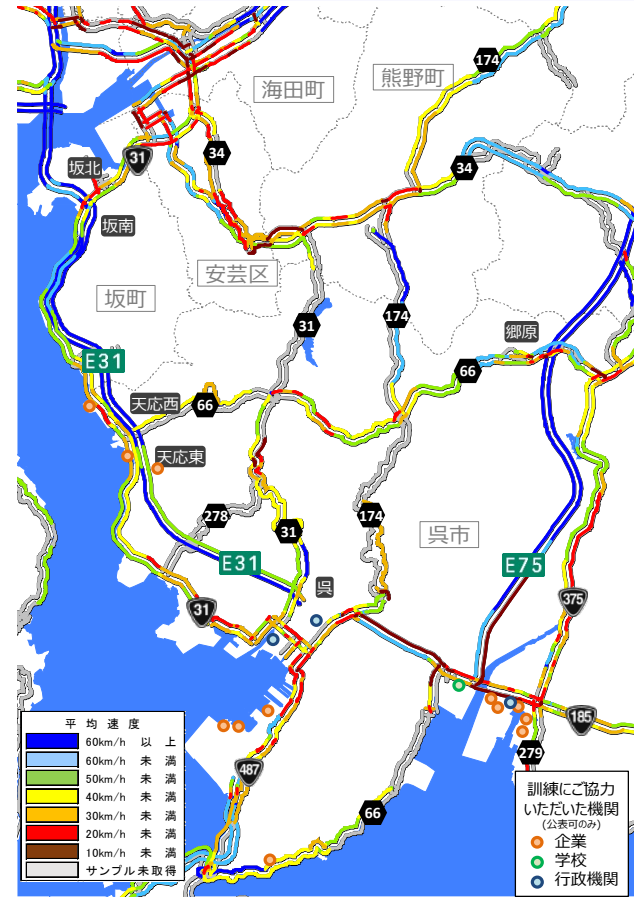 174
海田町
熊野町
31
34
34
坂北
坂南
安芸区
坂町
31
174
郷原
E31
66
天応西
66
天応東
278
31
174
呉市
E31
E75
呉
375
31
185
279
487
66
平均速度
60km/h 以上
60km/h 未満
50km/h 未満
40km/h 未満
30km/h 未満
20km/h 未満
10km/h 未満
サンプル未取得
訓練にご協力
いただいた機関
(公表可のみ)
企業
学校
行政機関